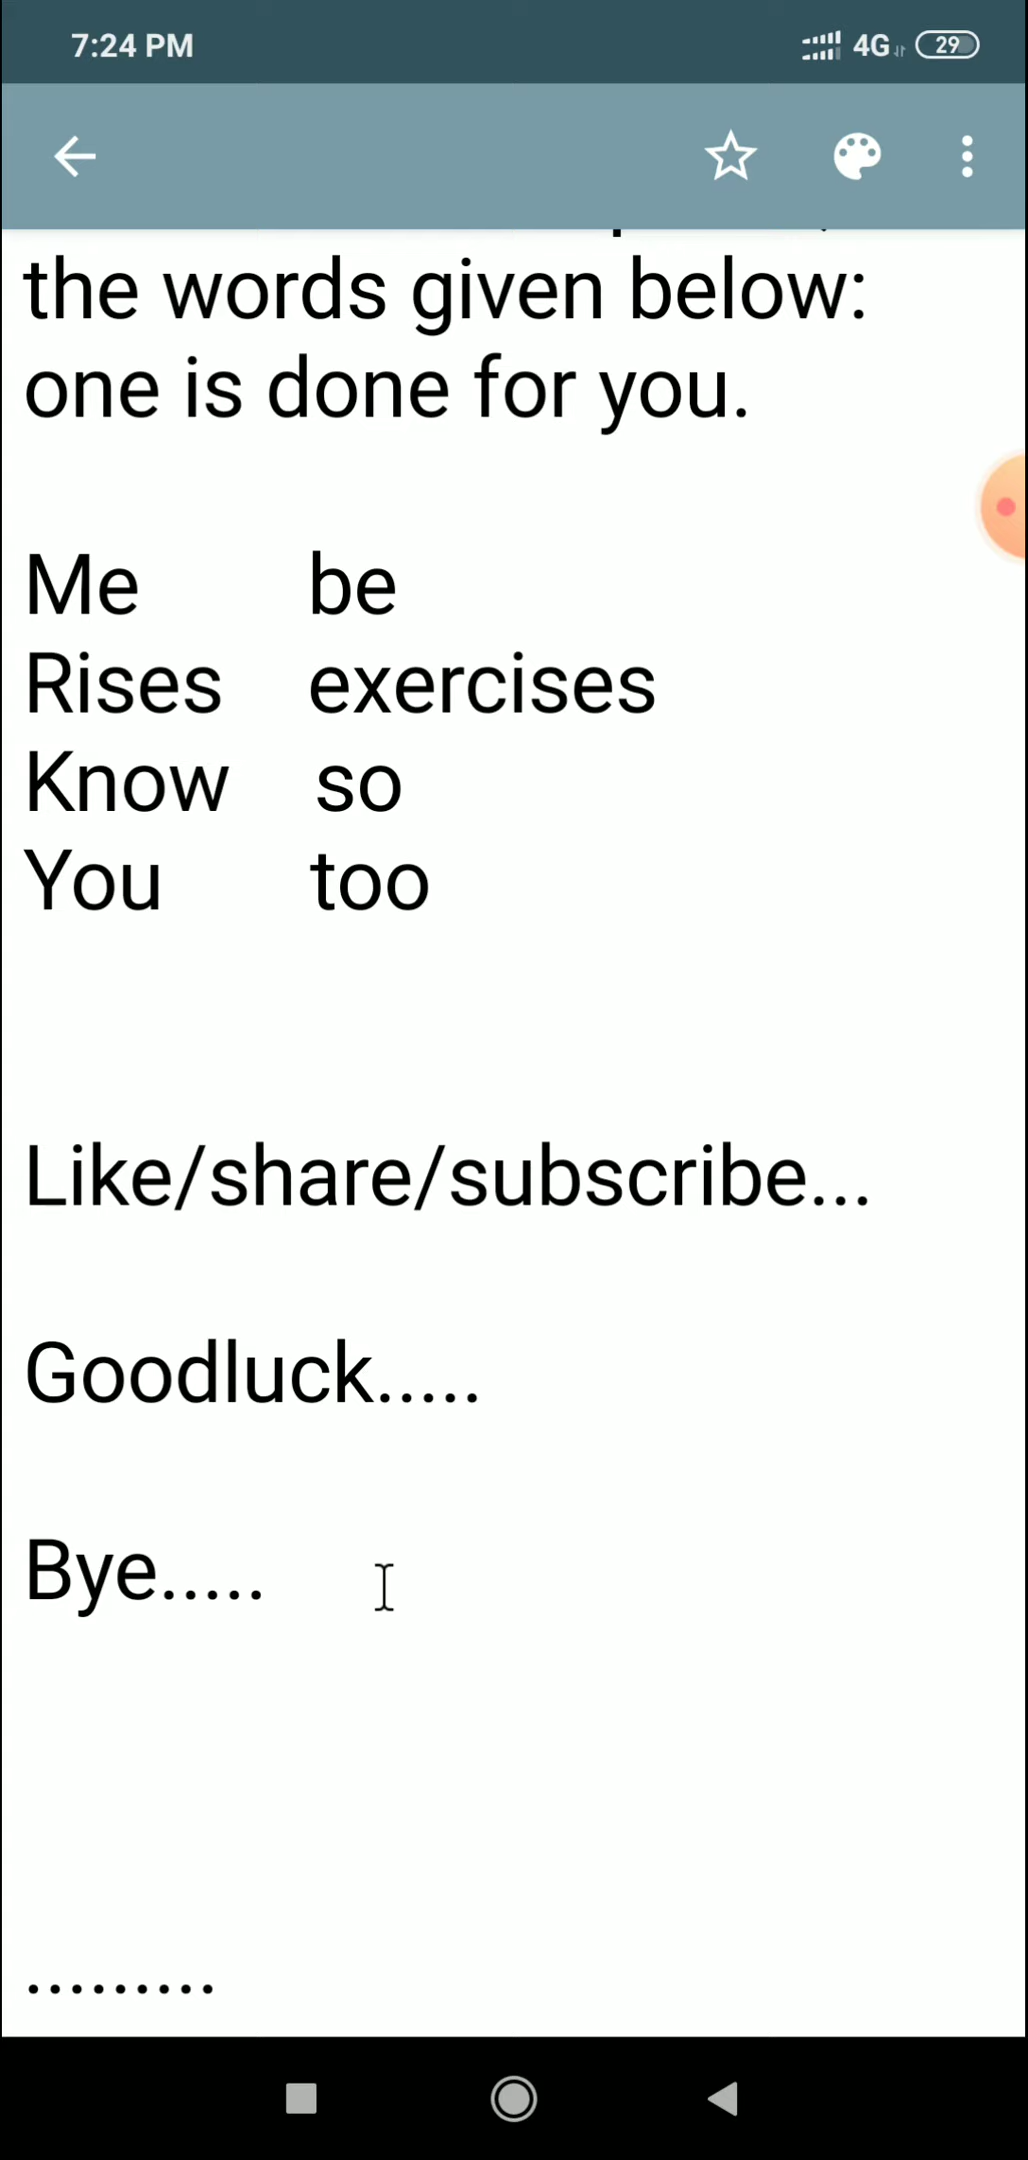 7:24 PM 4G 29
the words given below:
one is done for you.
Me be
Rises exercises
Know so
You too
Like/share/subscribe...
Goodluck.....
Bye.....
.........